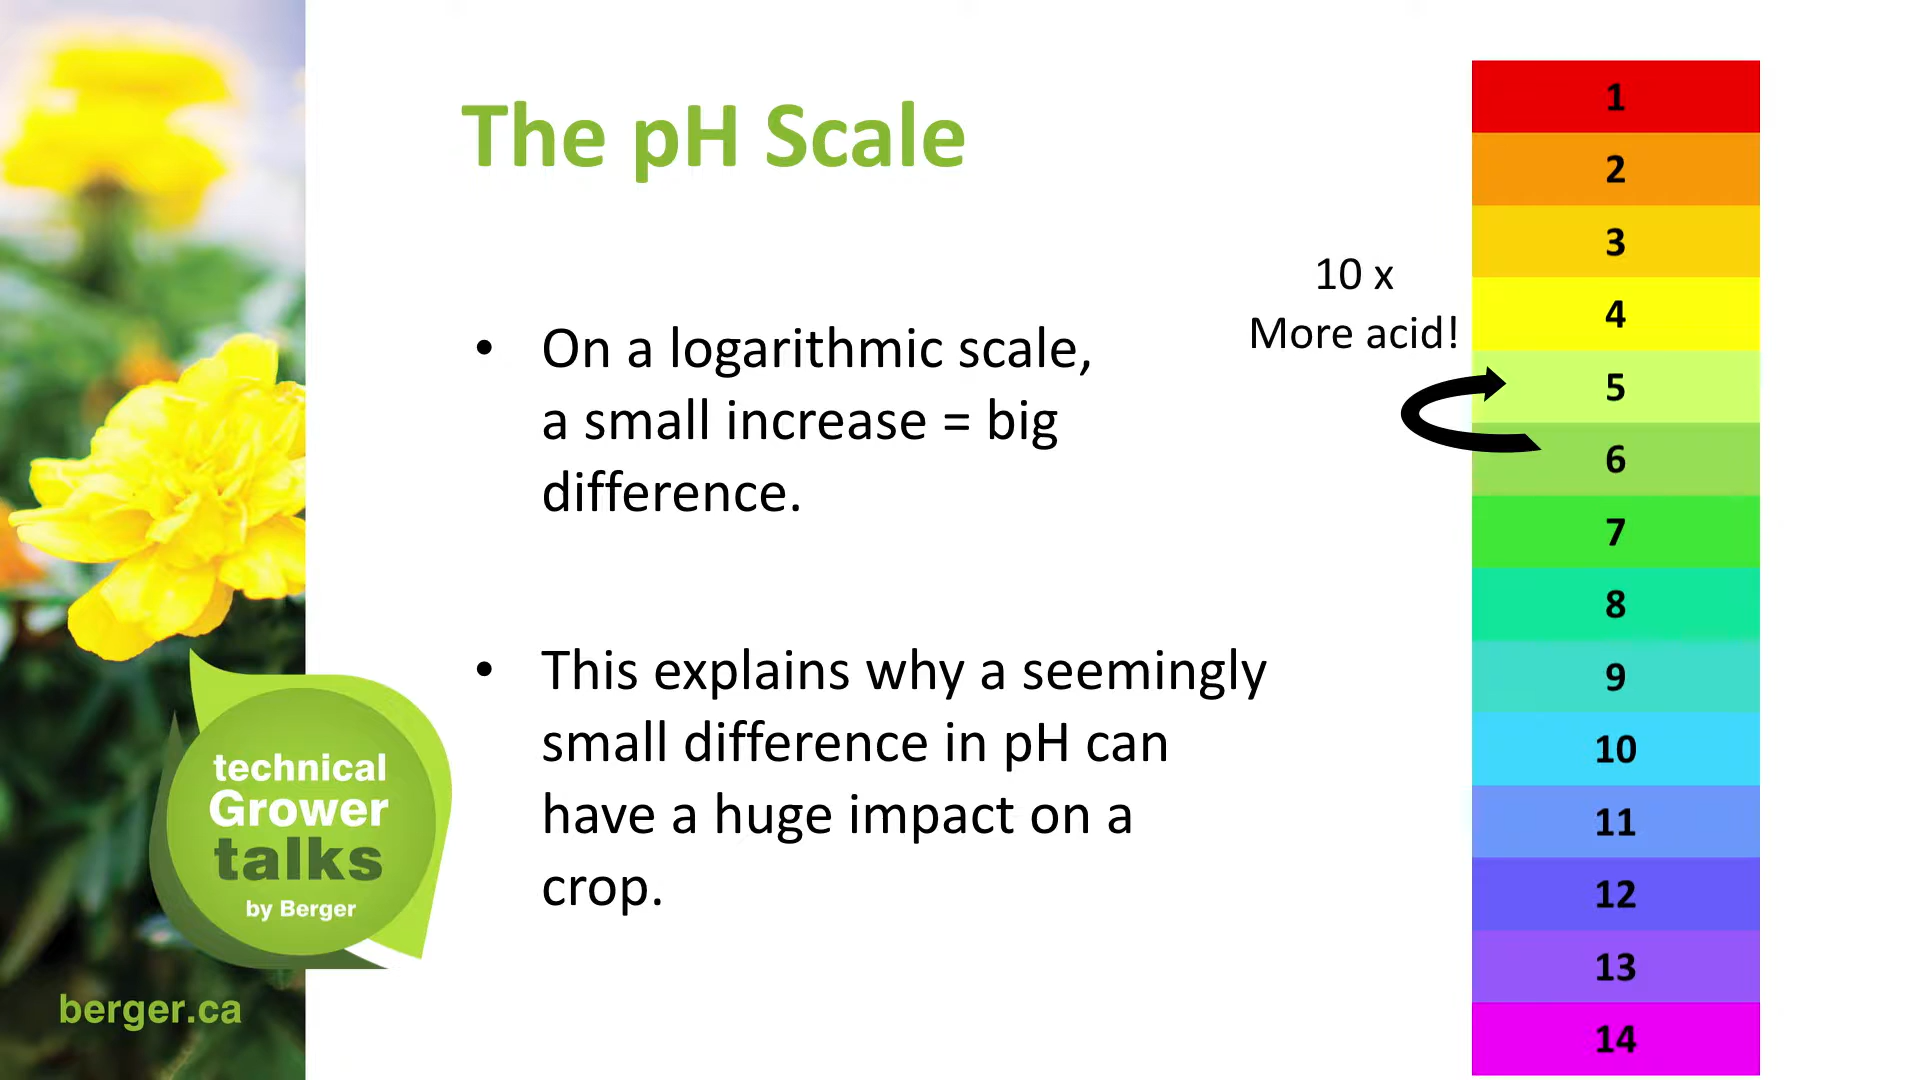 The pH Scale
• On a logarithmic scale,
a small increase = big
difference.
• This explains why a seemingly
small difference in pH can
have a huge impact on a
crop.
10 x
More acid!
1
2
3
4
5
6
7
8
9
10
11
12
13
14
technical
Grower
talks
by Berger
berger.ca